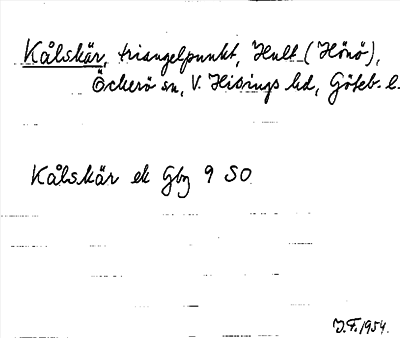 Kålskär, triangelpunkt, Hult (Hönö),
Öckerö sn, V. Hisings hd, Göteb. l.
Kålskär ek Gbg 9 SO
J.F. 1954.